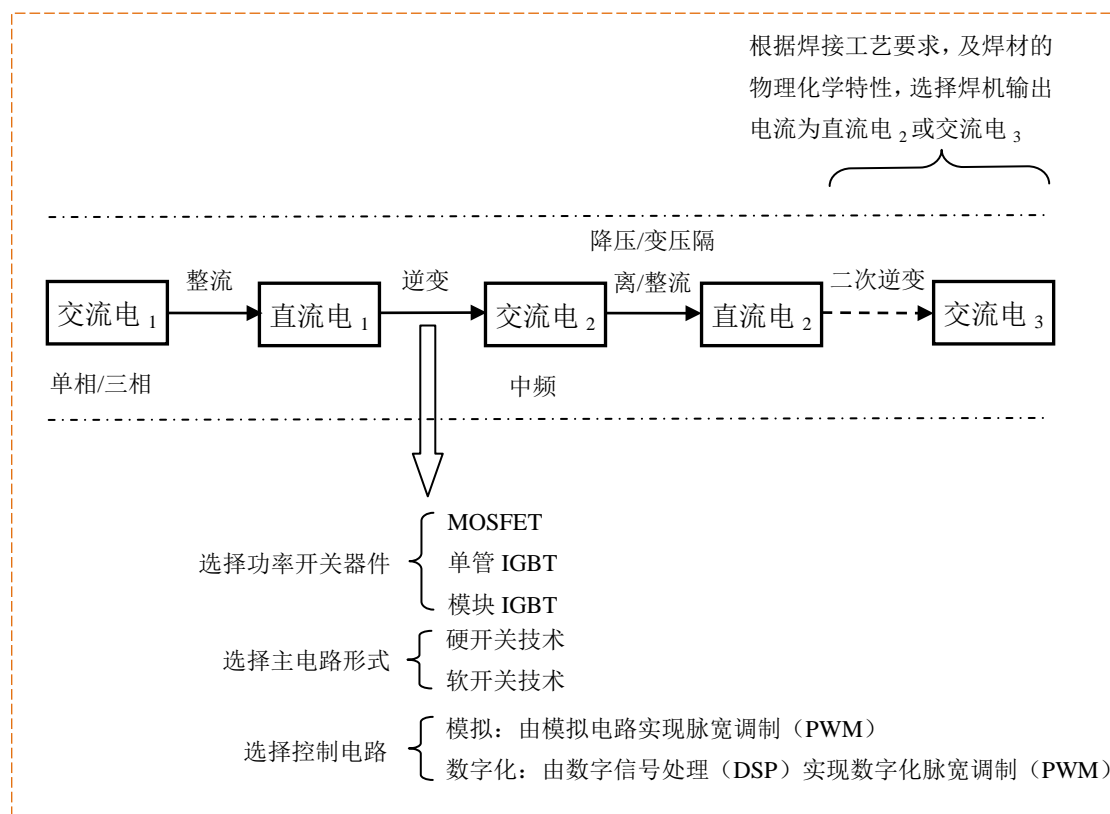 根据焊接工艺要求，及焊材的
物理化学特性，选择焊机输出
电流为直流电 2 或交流电 3
降压/变压隔
整流
逆变
离/整流
二次逆变
交流电 1
直流电 1
交流电 2
直流电 2
交流电 3
单相/三相
中频
MOSFET
选择功率开关器件
单管 IGBT
模块 IGBT
硬开关技术
选择主电路形式
软开关技术
模拟：由模拟电路实现脉宽调制（PWM）
选择控制电路
数字化：由数字信号处理（DSP）实现数字化脉宽调制（PWM）